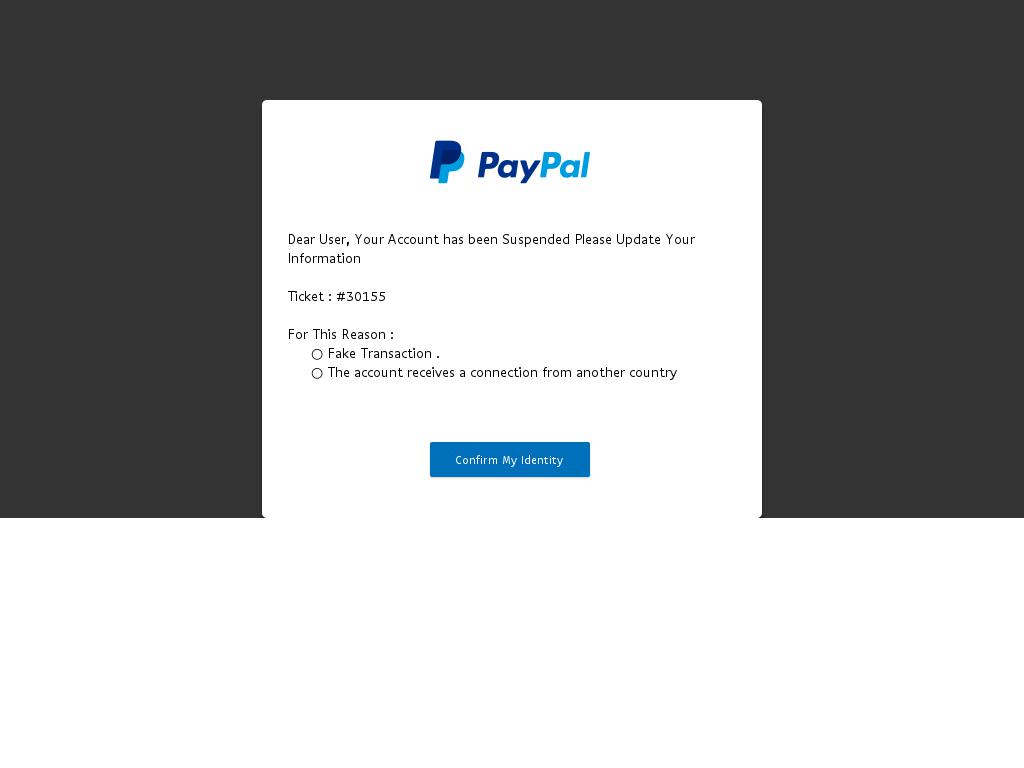 PayPal
Dear User, Your Account has been Suspended Please Update Your
Information
Ticket : #30155
For This Reason :
Fake Transaction .
The account receives a connection from another country
Confirm My Identity